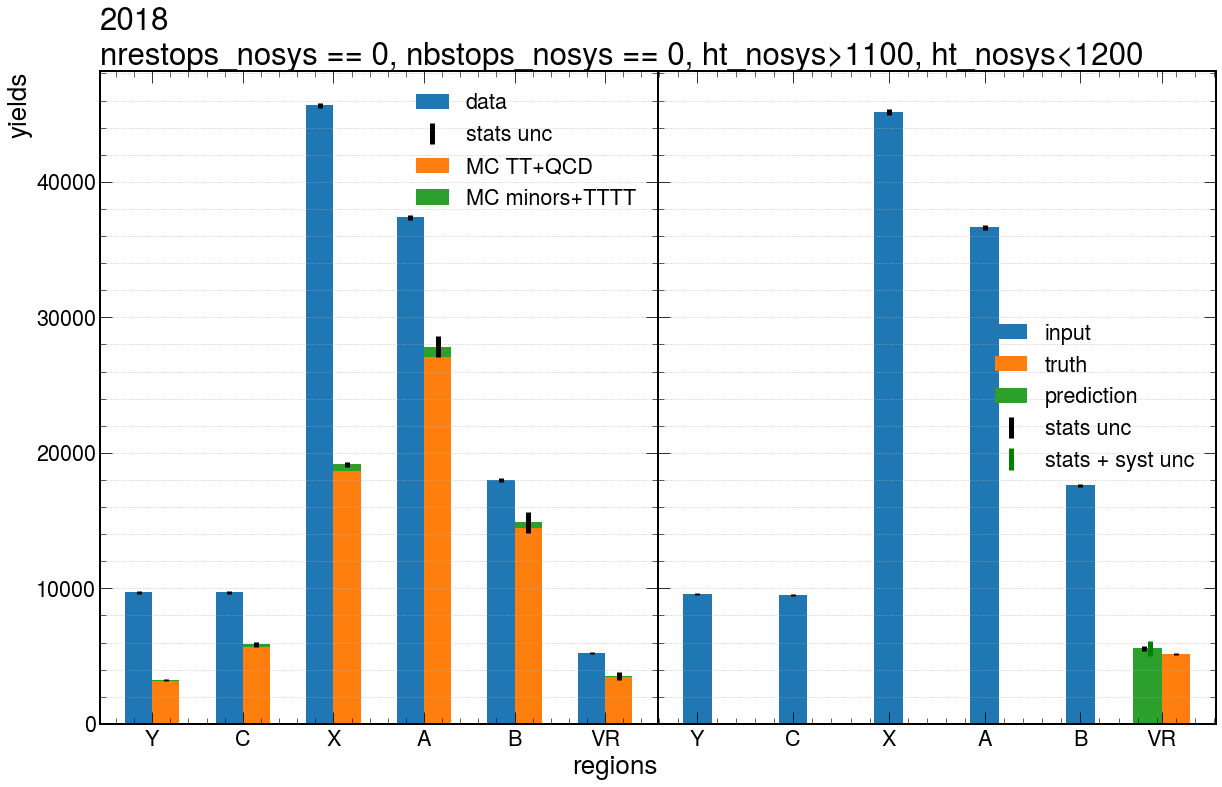 2018
nrestops_nosys == 0, nbstops_nosys == 0, ht_nosys>1100, ht_nosys<1200
yields
data
stats unc
MC TT+QCD
MC minors+TTTT
40000
30000
20000
10000
0
input
truth
prediction
stats unc
stats + syst unc
Y C X A B VR
Y C X A B VR
regions